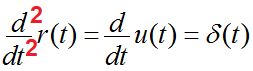 d²/dt² r(t) = d/dt u(t) = δ(t)